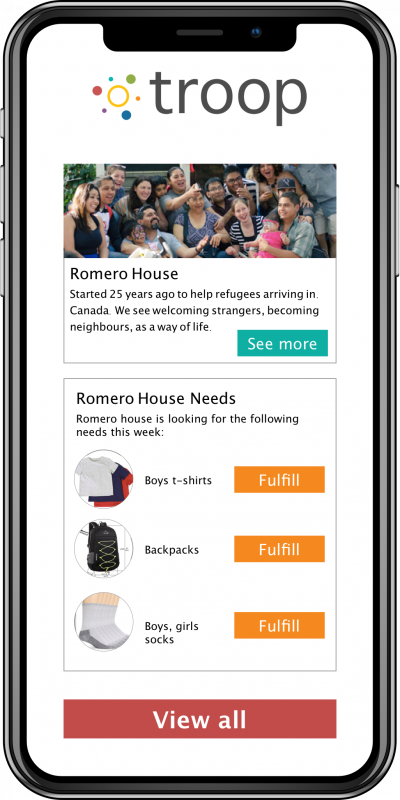 troop
Romero House
Started 25 years ago to help refugees arriving in.
Canada. We see welcoming strangers, becoming
neighbours, as a way of life.
See more
Romero House Needs
Romero house is looking for the following
needs this week:
Boys t-shirts
Fulfill
Backpacks
Fulfill
Boys, girls
socks
Fulfill
View all